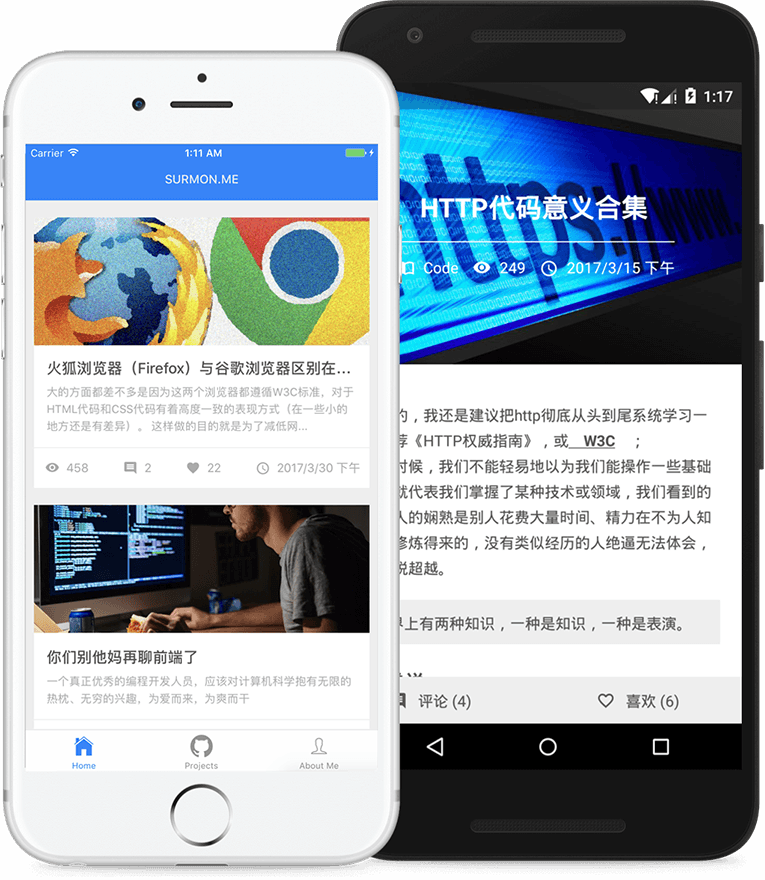 Carrier
1:11 AM
SURMON.ME
火狐浏览器（Firefox）与谷歌浏览器区别在...
大的方面都差不多是因为这两个浏览器都遵循W3C标准，对于
HTML代码和CSS代码有着高度一致的表现方式（在一些小的
地方还是有差异）。 这样做的目的就是为了减低网...
458
2
22
2017/3/30 下午
你们别他妈再聊前端了
一个真正优秀的编程开发人员，应该对计算机科学抱有无限的
热枕、无穷的兴趣，为爱而来，为爽而干
Home
Projects
About Me
1:17
https://www.
HTTP代码意义合集
Code
249
2017/3/15 下午
的，我还是建议把http彻底从头到尾系统学习一
荐《HTTP权威指南》，或 W3C ；
时候，我们不能轻易地以为我们能操作一些基础
就代表我们掌握了某种技术或领域，我们看到的
人的娴熟是别人花费大量时间、精力在不为人知
修炼得来的，没有类似经历的人绝逼无法体会，
说超越。
界上有两种知识，一种是知识，一种是表演。
评论 (4)
喜欢 (6)